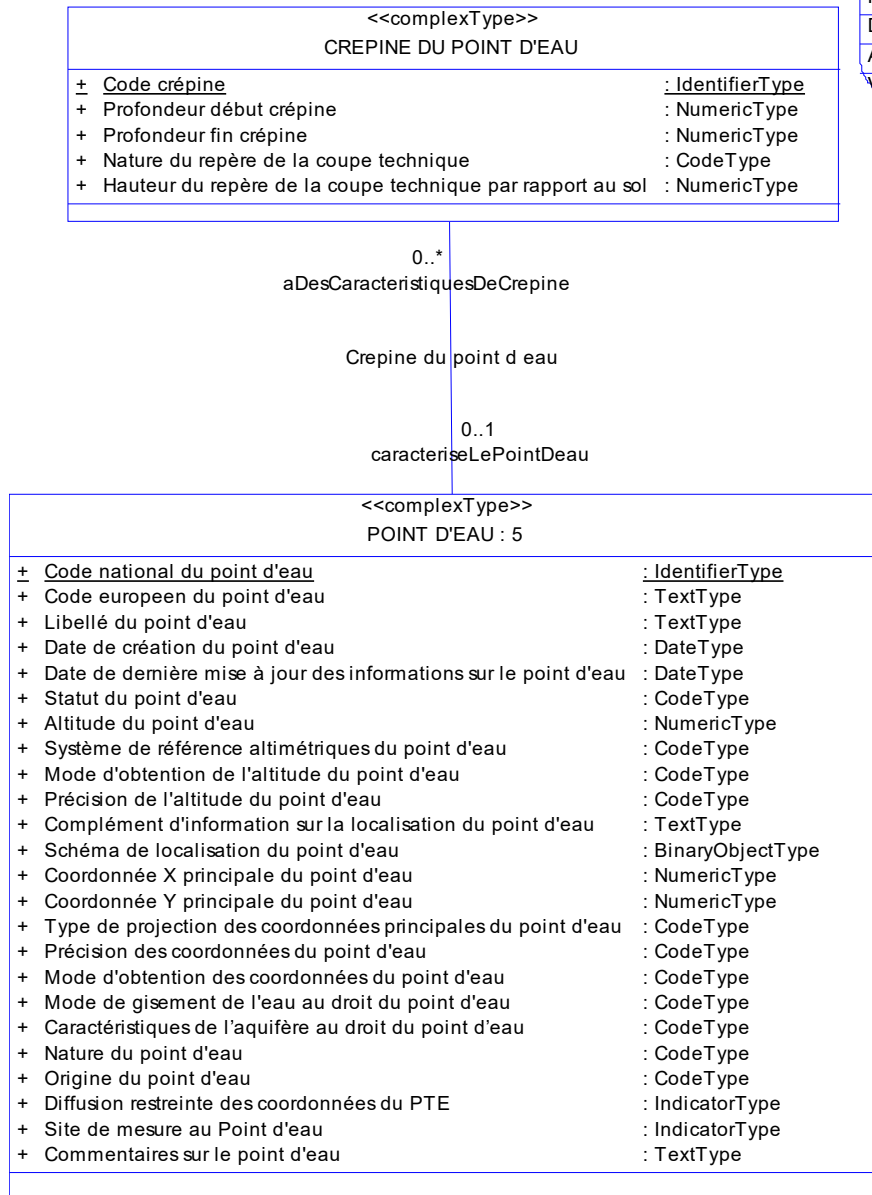 <<complexType>>
CREPINE DU POINT D'EAU
+ Code crépine : IdentifierType
+ Profondeur début crépine : NumericType
+ Profondeur fin crépine : NumericType
+ Nature du repère de la coupe technique : CodeType
+ Hauteur du repère de la coupe technique par rapport au sol : NumericType
0..*
aDesCaracteristiquesDeCrepine
Crepine du point d eau
0..1
caracteriseLePointDeau
<<complexType>>
POINT D'EAU : 5
+ Code national du point d'eau : IdentifierType
+ Code europeen du point d'eau : TextType
+ Libellé du point d'eau : TextType
+ Date de création du point d'eau : DateType
+ Date de dernière mise à jour des informations sur le point d'eau : DateType
+ Statut du point d'eau : CodeType
+ Altitude du point d'eau : NumericType
+ Système de référence altimétriques du point d'eau : CodeType
+ Mode d'obtention de l'altitude du point d'eau : CodeType
+ Précision de l'altitude du point d'eau : CodeType
+ Complément d'information sur la localisation du point d'eau : TextType
+ Schéma de localisation du point d'eau : BinaryObjectType
+ Coordonnée X principale du point d'eau : NumericType
+ Coordonnée Y principale du point d'eau : NumericType
+ Type de projection des coordonnées principales du point d'eau : CodeType
+ Précision des coordonnées du point d'eau : CodeType
+ Mode d'obtention des coordonnées du point d'eau : CodeType
+ Mode de gisement de l'eau au droit du point d'eau : CodeType
+ Caractéristiques de l’aquifère au droit du point d’eau : CodeType
+ Nature du point d'eau : CodeType
+ Origine du point d'eau : CodeType
+ Diffusion restreinte des coordonnées du PTE : IndicatorType
+ Site de mesure au Point d'eau : IndicatorType
+ Commentaires sur le point d'eau : TextType